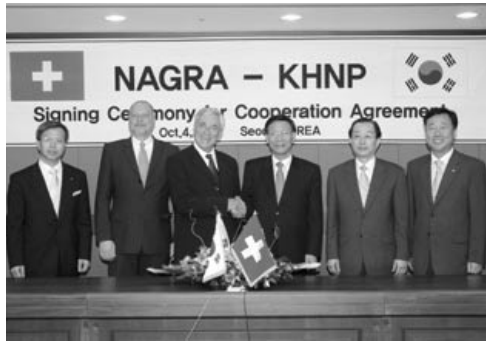 NAGRA – KHNP
Signing Ceremony for Cooperation Agreement
Oct,4, Seoul, KOREA